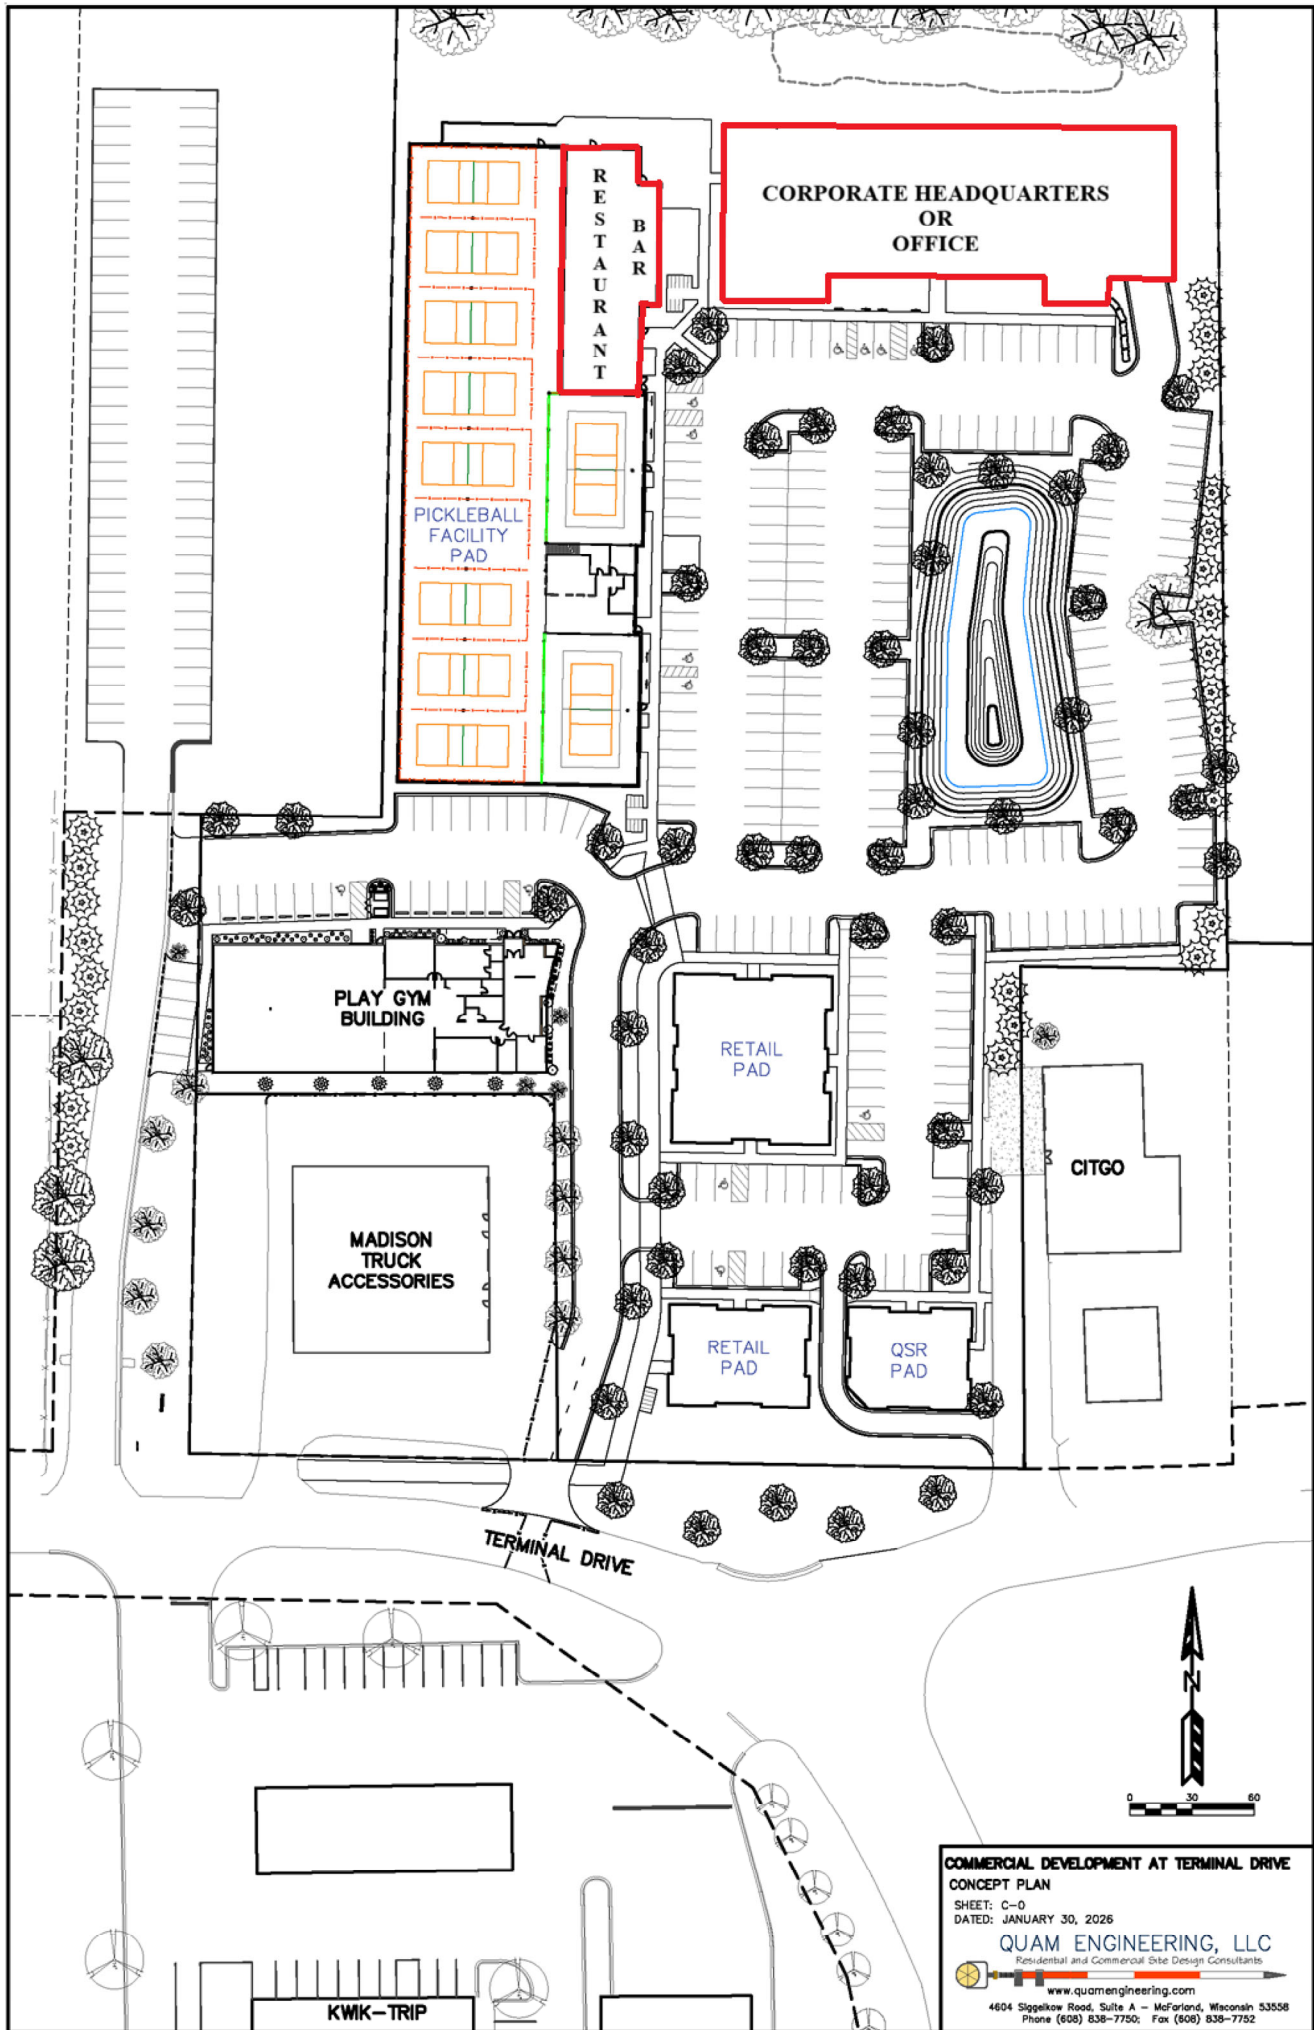 CORPORATE HEADQUARTERS
OR
OFFICE
RESTAURANT
BAR
PICKLEBALL
FACILITY
PAD
PLAY GYM
BUILDING
RETAIL
PAD
CITGO
MADISON
TRUCK
ACCESSORIES
RETAIL
PAD
QSR
PAD
TERMINAL DRIVE
N
0 30 60
COMMERCIAL DEVELOPMENT AT TERMINAL DRIVE
CONCEPT PLAN
SHEET: C-0
DATED: JANUARY 30, 2026
QUAM ENGINEERING, LLC
Residential and Commercial Site Design Consultants
www.quamengineering.com
4604 Siggelkow Road, Suite A - McFarland, Wisconsin 53558
Phone (608) 838-7750; Fax (608) 838-7752
KWIK-TRIP